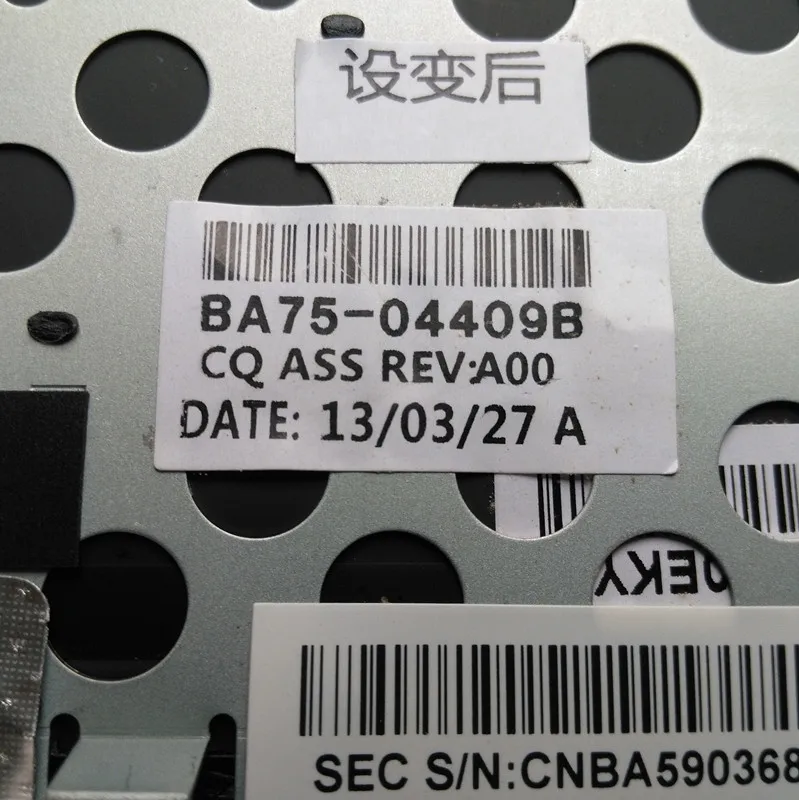 设变后
BA75-04409B
CQ ASS REV:A00
DATE: 13/03/27 A
SEC S/N:CNBA590368